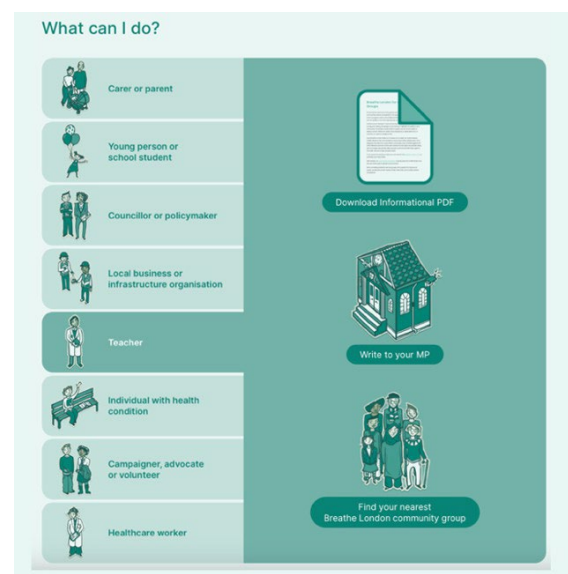 What can I do?
Carer or parent
Young person or
school student
Councillor or policymaker
Local business or
infrastructure organisation
Teacher
Individual with health
condition
Campaigner, advocate
or volunteer
Healthcare worker
Download Informational PDF
Write to your MP
Find your nearest
Breathe London community group